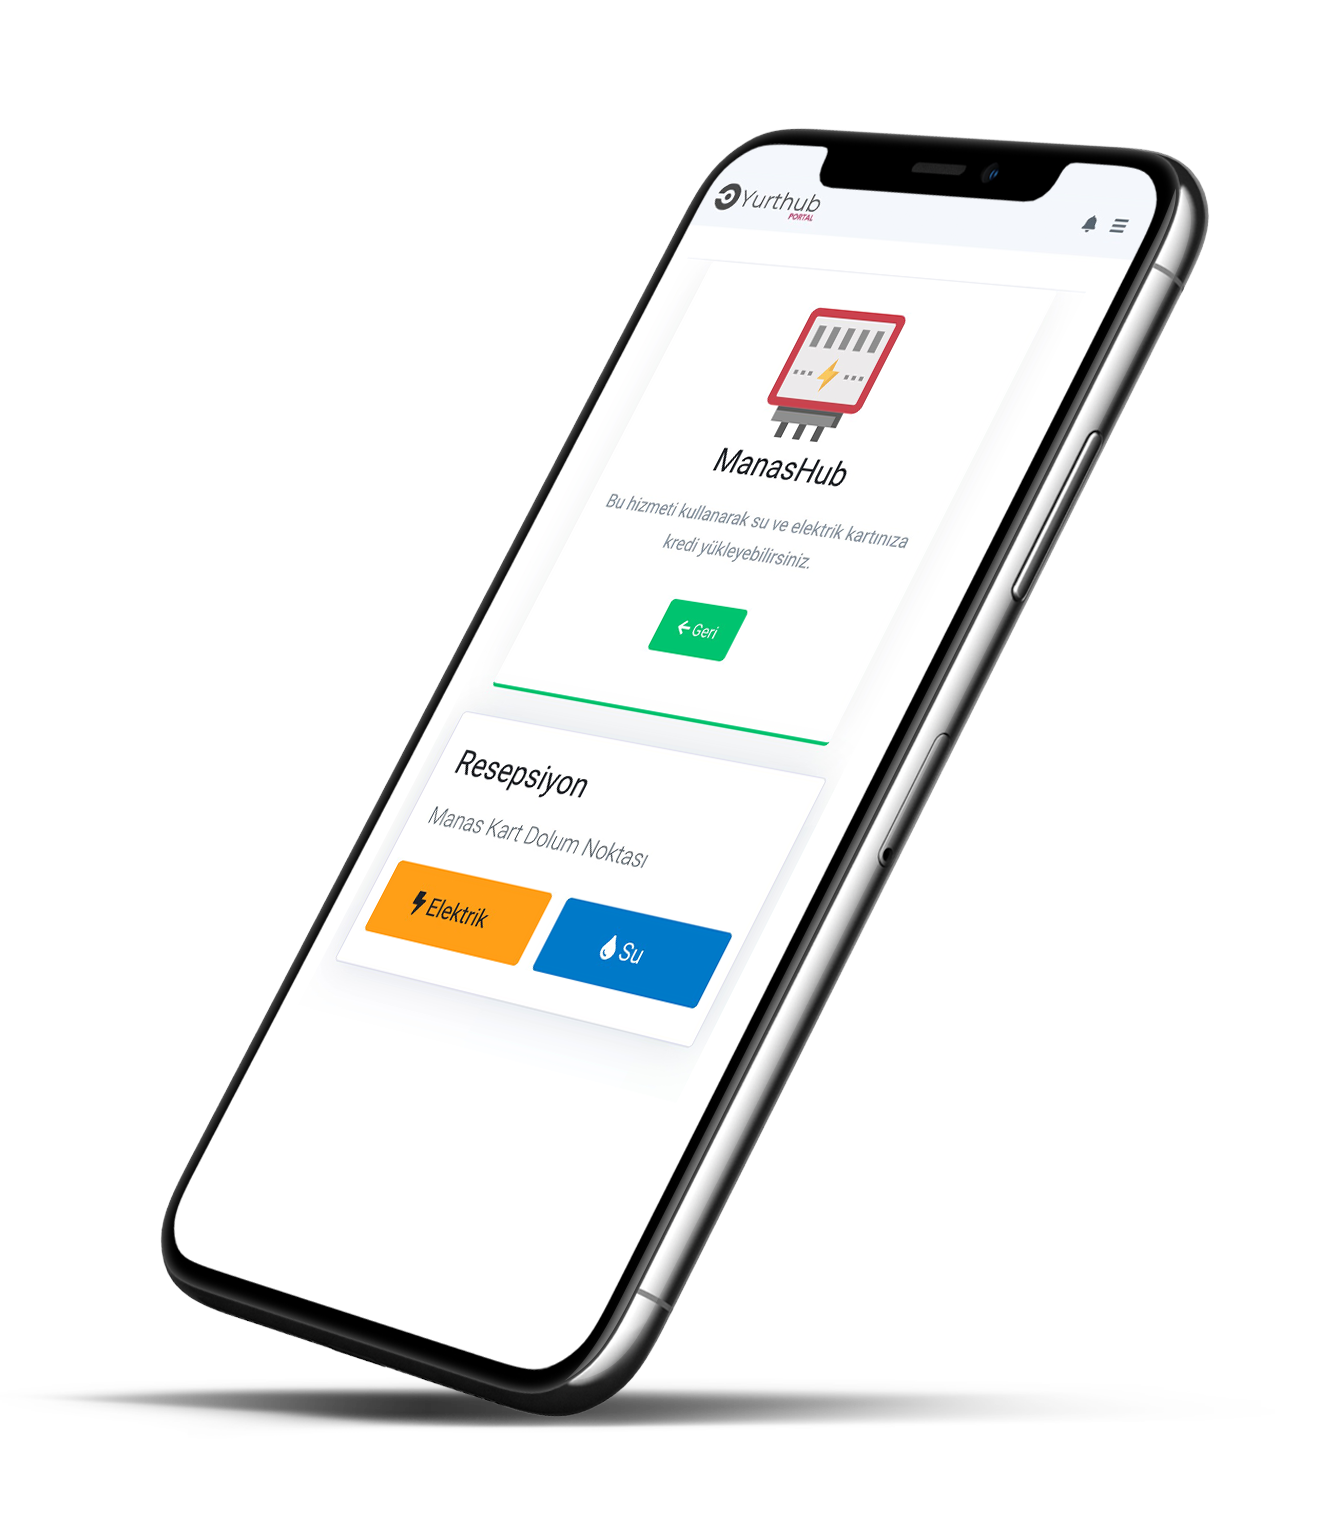 Yurthub
PORTAL
ManasHub
Bu hizmeti kullanarak su ve elektrik kartınıza
kredi yükleyebilirsiniz.
Geri
Resepsiyon
Manas Kart Dolum Noktası
Elektrik
Su